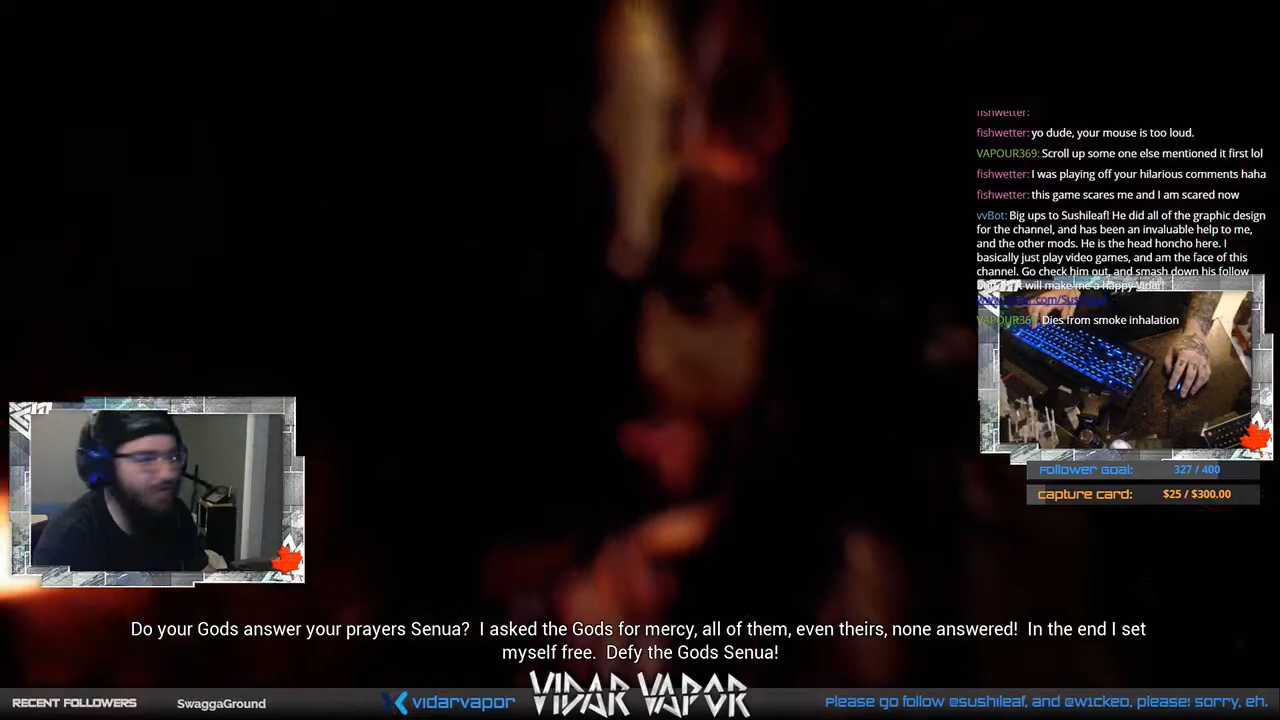 fishwetter:
fishwetter: yo dude, your mouse is too loud.
VAPOUR369: Scroll up some one else mentioned it first lol
fishwetter: I was playing off your hilarious comments haha
fishwetter: this game scares me and I am scared now
vvBot: Big ups to Sushileaf! He did all of the graphic design
for the channel, and has been an invaluable help to me,
and the other mods. He is the head honcho here. I
basically just play video games, and am the face of this
channel. Go check him out, and smash down his follow
it will make me a happy Vidar!
VAPOUR369: Dies from smoke inhalation
Follower Goal: 327 / 400
capture card: $25 / $300.00
Do your Gods answer your prayers Senua? I asked the Gods for mercy, all of them, even theirs, none answered! In the end I set
myself free. Defy the Gods Senua!
RECENT FOLLOWERS SwaggaGround vidarvapor VIDAR VAPOR please go follow @sushileaf, and @w1cked, please! sorry, eh.